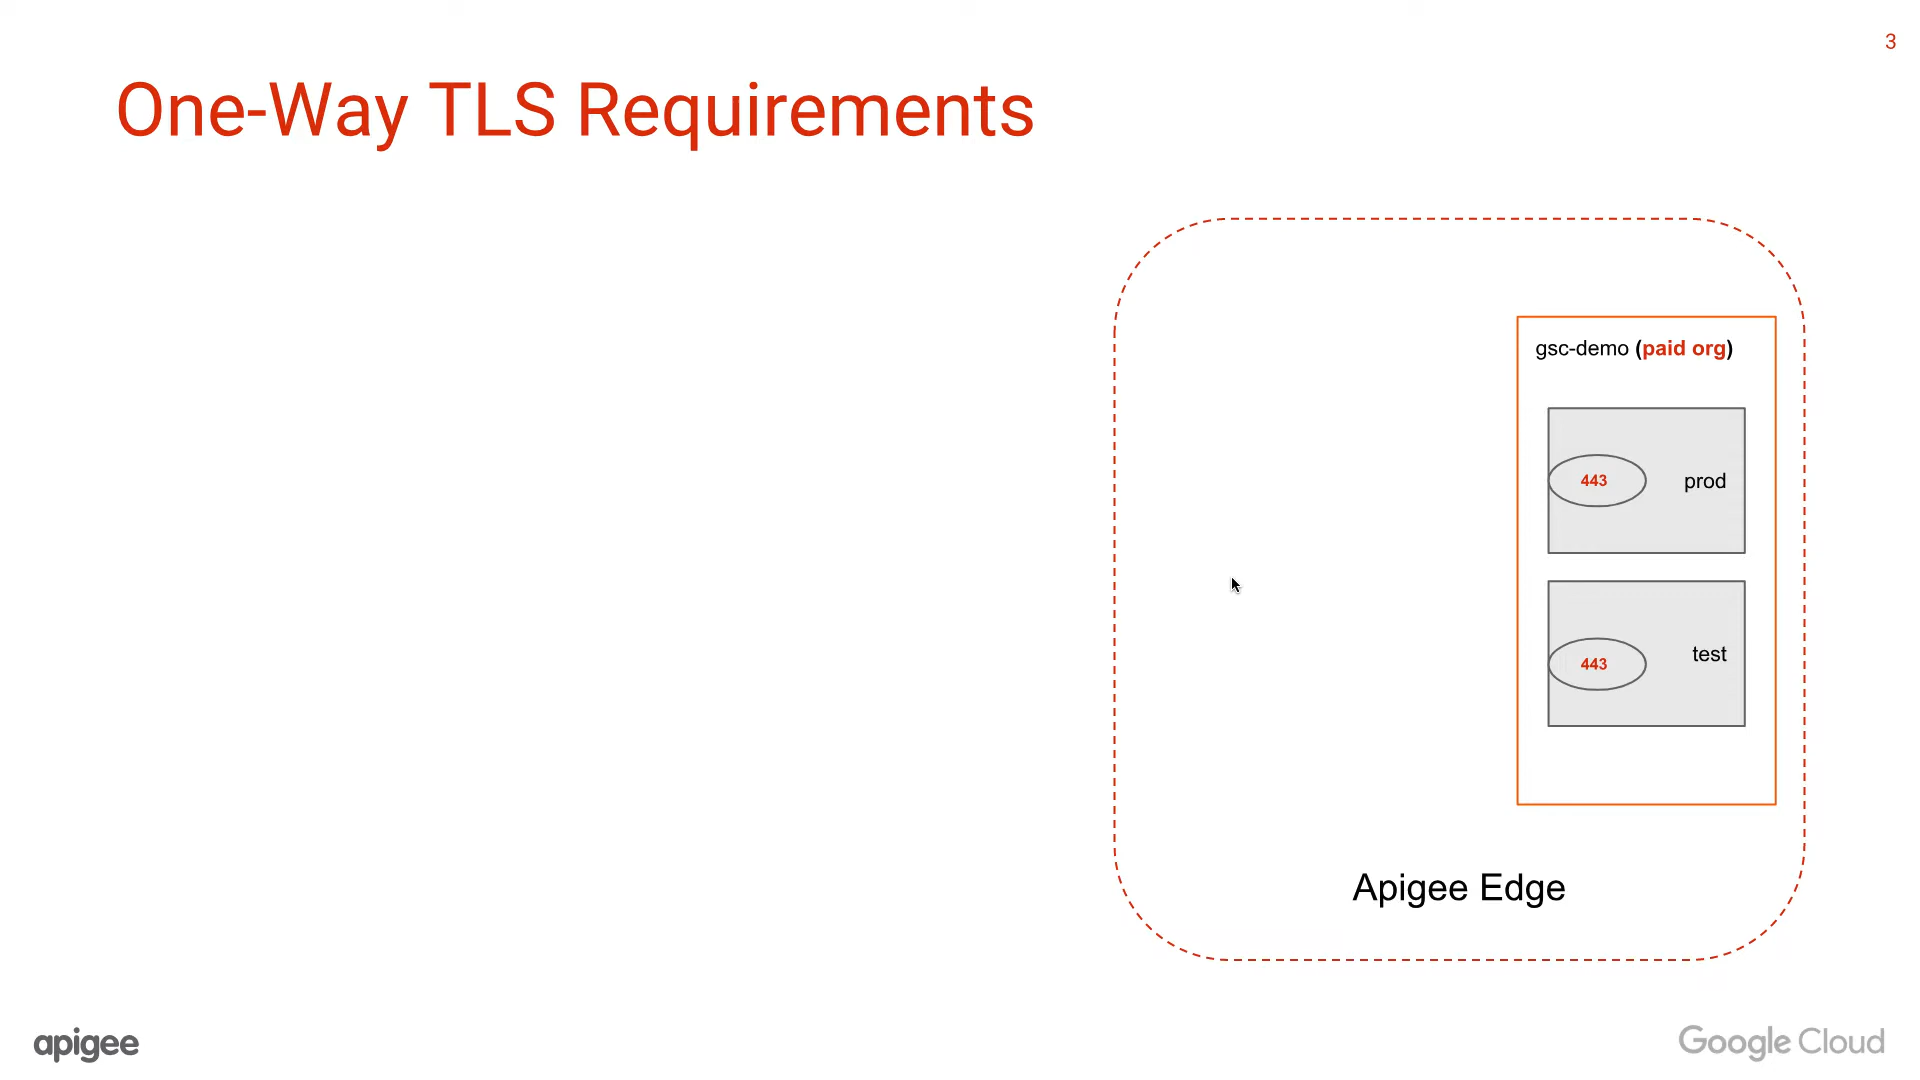 3
One-Way TLS Requirements
gsc-demo (paid org)
443
prod
443
test
Apigee Edge
apigee
Google Cloud